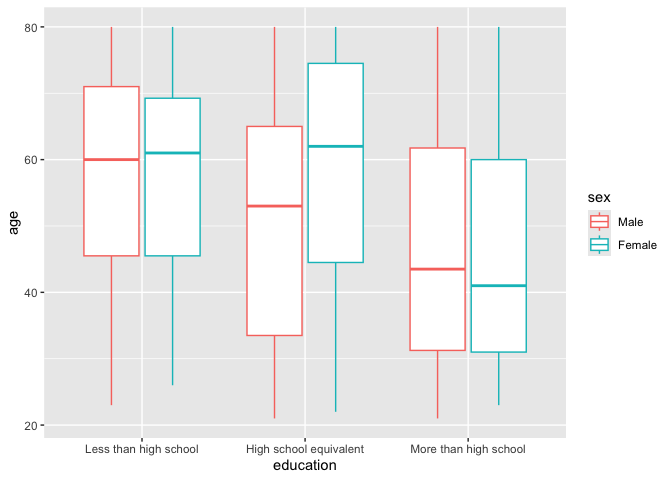 80
60
40
20
age
Less than high school
High school equivalent
More than high school
education
sex
Male
Female